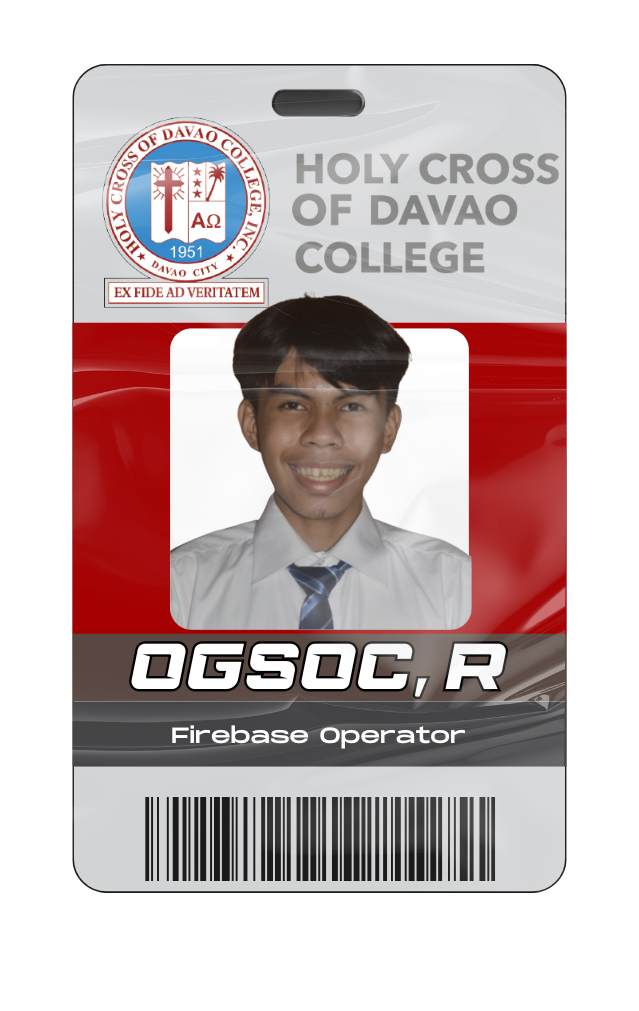 HOLY CROSS OF DAVAO COLLEGE, INC.
ΑΩ
1951
DAVAO CITY
EX FIDE AD VERITATEM
HOLY CROSS
OF DAVAO
COLLEGE
OGSOC, R
Firebase Operator